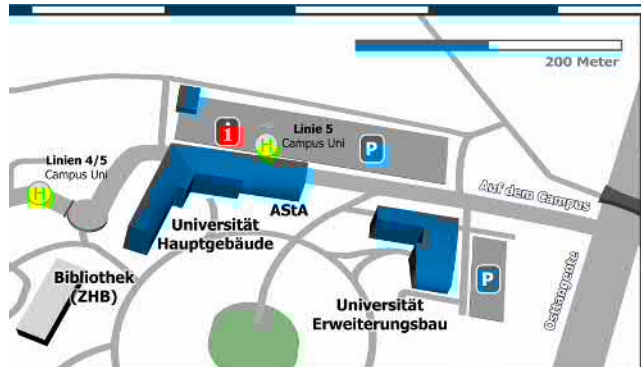 200 Meter
i
Linie 5
Campus Uni
H
P
Linien 4/5
Campus Uni
H
Auf dem Campus
AStA
Universität
Hauptgebäude
Bibliothek
(ZHB)
P
Universität
Erweiterungsbau
Osttangente